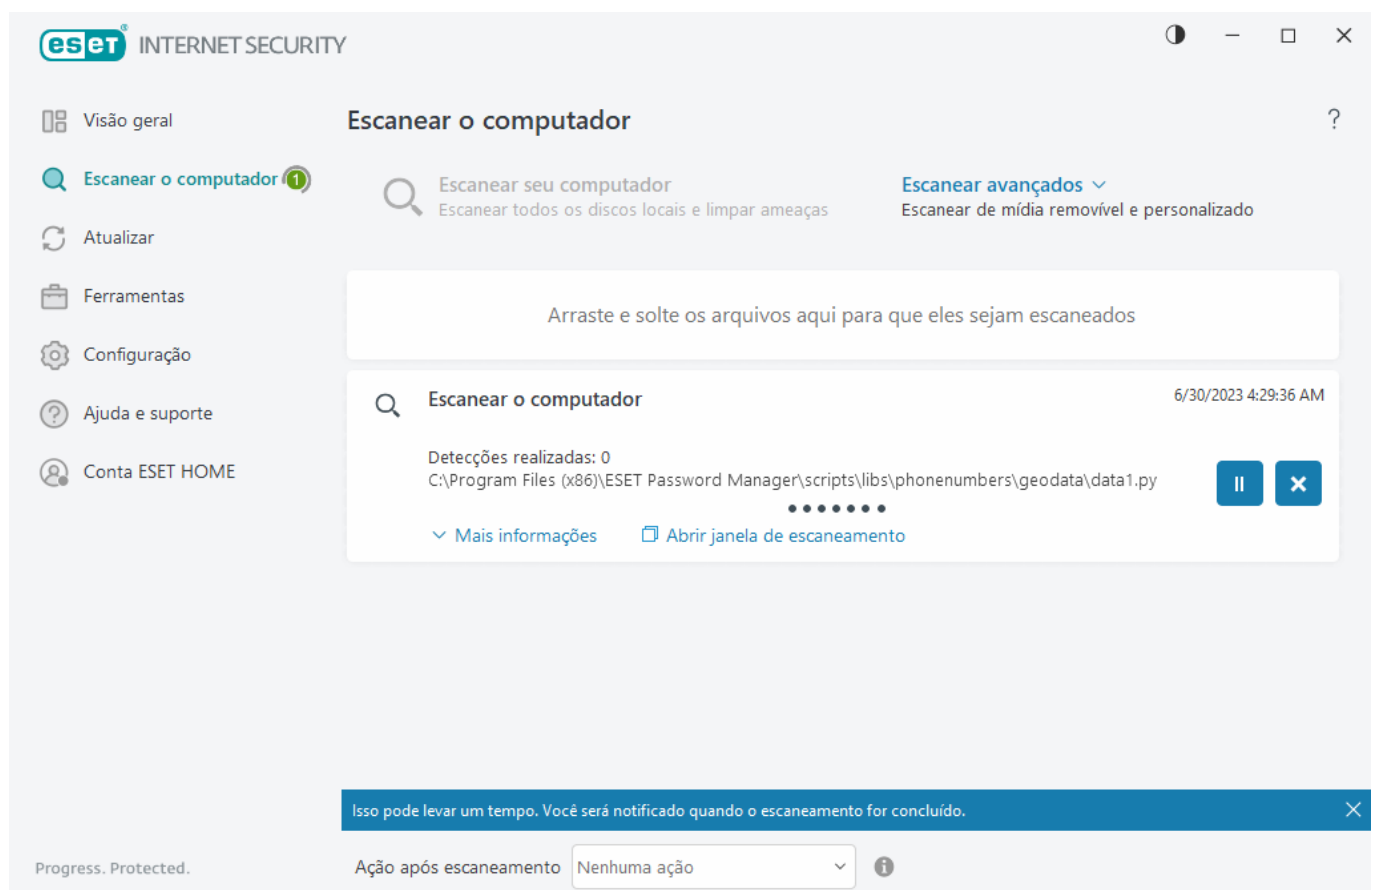 eset® INTERNET SECURITY
Visão geral
Escanear o computador 1
Atualizar
Ferramentas
Configuração
Ajuda e suporte
Conta ESET HOME
Progress. Protected.
Escanear o computador
?
Escanear seu computador
Escanear todos os discos locais e limpar ameaças
Escanear avançados
Escanear de mídia removível e personalizado
Arraste e solte os arquivos aqui para que eles sejam escaneados
Escanear o computador
6/30/2023 4:29:36 AM
Detecções realizadas: 0
C:\Program Files (x86)\ESET Password Manager\scripts\libs\phonenumbers\geodata\data1.py
Mais informações
Abrir janela de escaneamento
Isso pode levar um tempo. Você será notificado quando o escaneamento for concluído.
Ação após escaneamento
Nenhuma ação